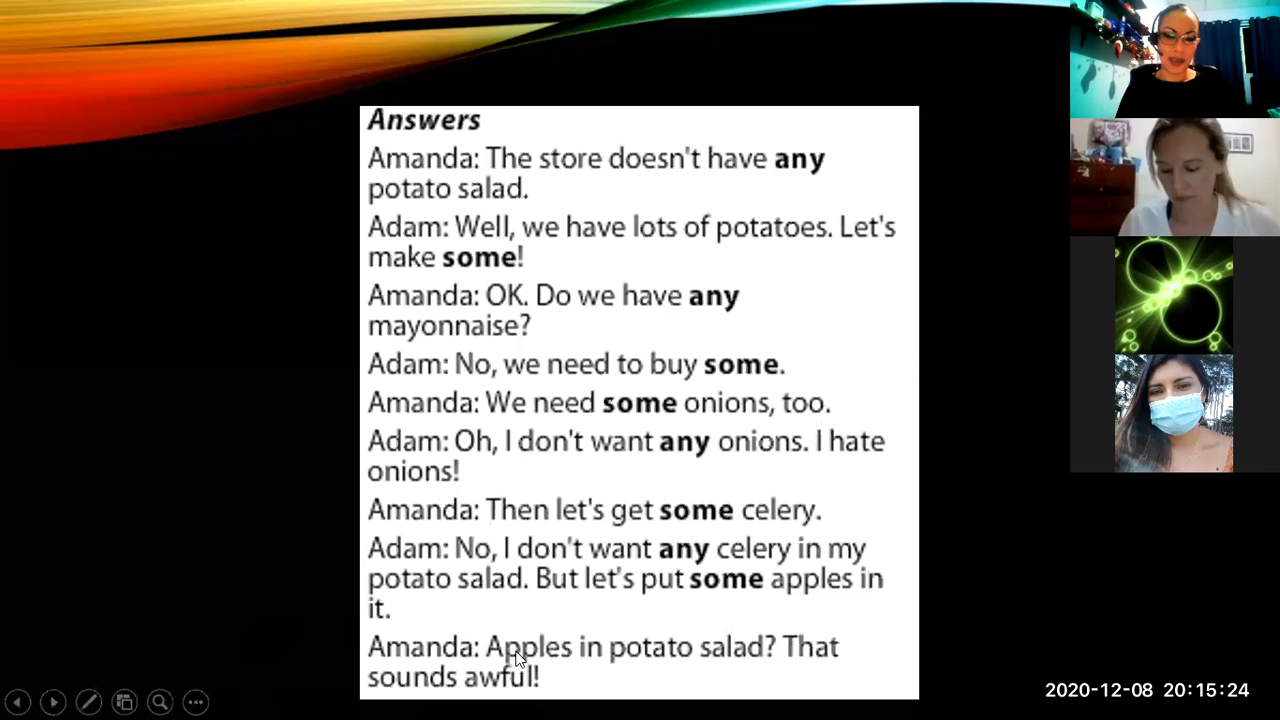 Answers
Amanda: The store doesn't have any
potato salad.
Adam: Well, we have lots of potatoes. Let's
make some!
Amanda: OK. Do we have any
mayonnaise?
Adam: No, we need to buy some.
Amanda: We need some onions, too.
Adam: Oh, I don't want any onions. I hate
onions!
Amanda: Then let's get some celery.
Adam: No, I don't want any celery in my
potato salad. But let's put some apples in
it.
Amanda: Apples in potato salad? That
sounds awful!
2020-12-08 20:15:24